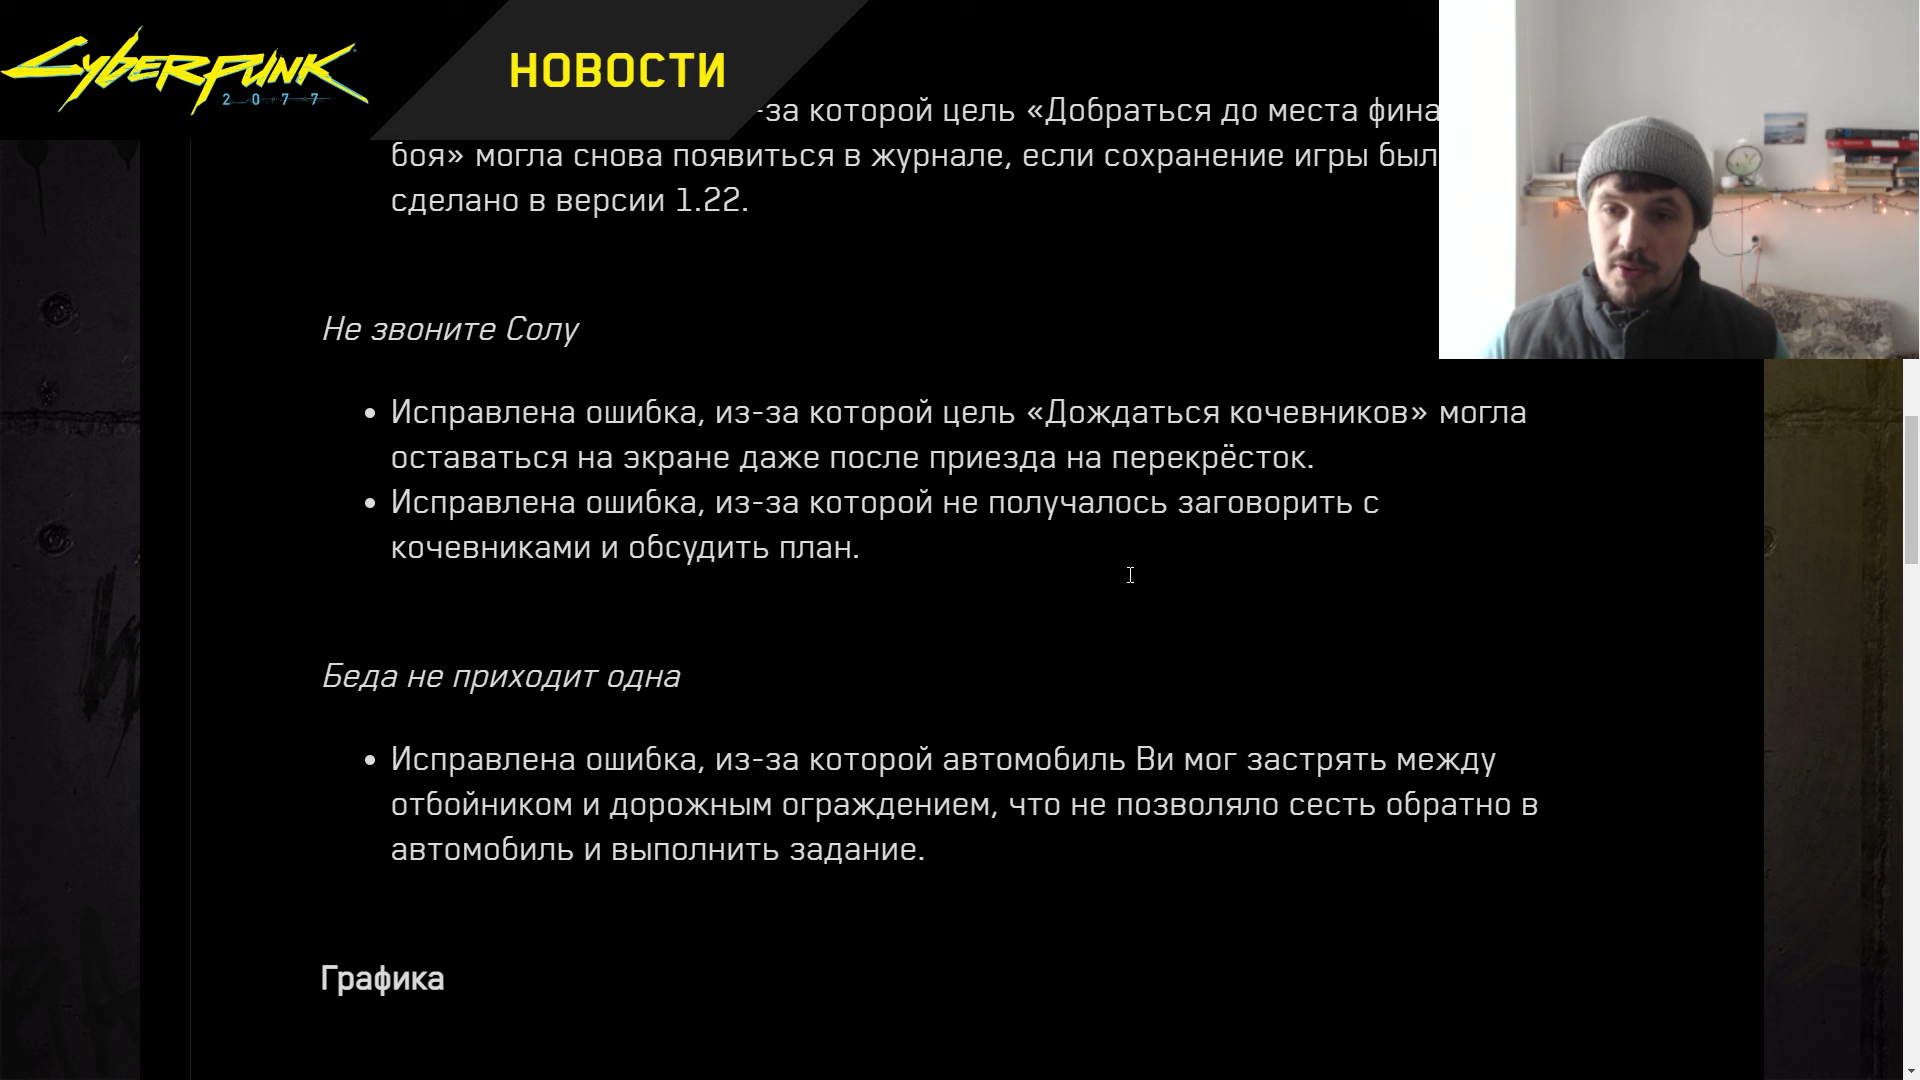 CYBERPUNK
2077
НОВОСТИ
-за которой цель «Добраться до места
боя» могла снова появиться в журнале, если сохранение игры
сделано в версии 1.22.
Не звоните Солу
• Исправлена ошибка, из-за которой цель «Дождаться кочевников» могла
оставаться на экране даже после приезда на перекрёсток.
• Исправлена ошибка, из-за которой не получалось заговорить с
кочевниками и обсудить план.
Беда не приходит одна
• Исправлена ошибка, из-за которой автомобиль Ви мог застрять между
отбойником и дорожным ограждением, что не позволяло сесть обратно в
автомобиль и выполнить задание.
Графика